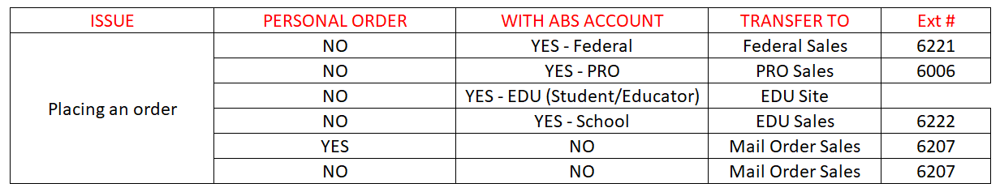 ISSUE PERSONAL ORDER WITH ABS ACCOUNT TRANSFER TO Ext #
NO YES - Federal Federal Sales 6221
NO YES - PRO PRO Sales 6006
NO YES - EDU (Student/Educator) EDU Site
Placing an order
NO YES - School EDU Sales 6222
YES NO Mail Order Sales 6207
NO NO Mail Order Sales 6207